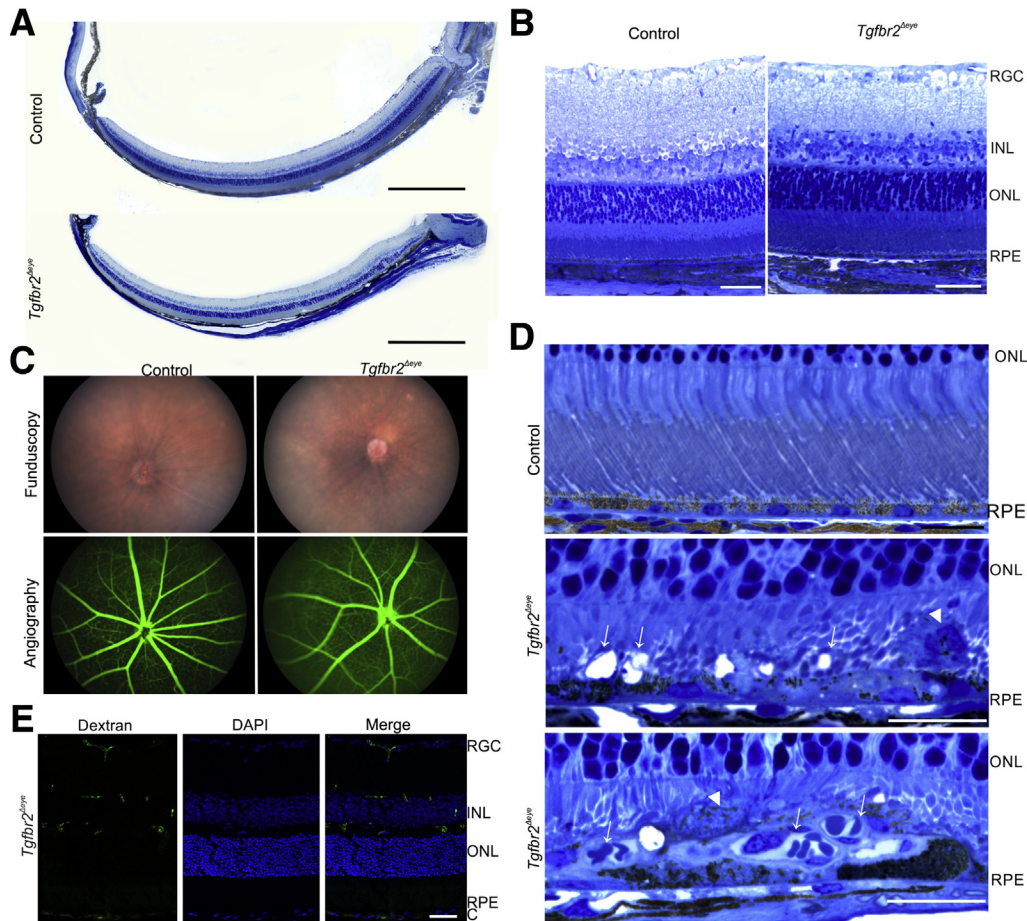 A
Control
Tgfbr2Δeye
B
Control
Tgfbr2Δeye
RGC
INL
ONL
RPE
C
Control
Tgfbr2Δeye
Funduscopy
Angiography
D
Control
ONL
RPE
Tgfbr2Δeye
ONL
RPE
Tgfbr2Δeye
ONL
RPE
E
Dextran
DAPI
Merge
Tgfbr2Δeye
RGC
INL
ONL
RPE
C